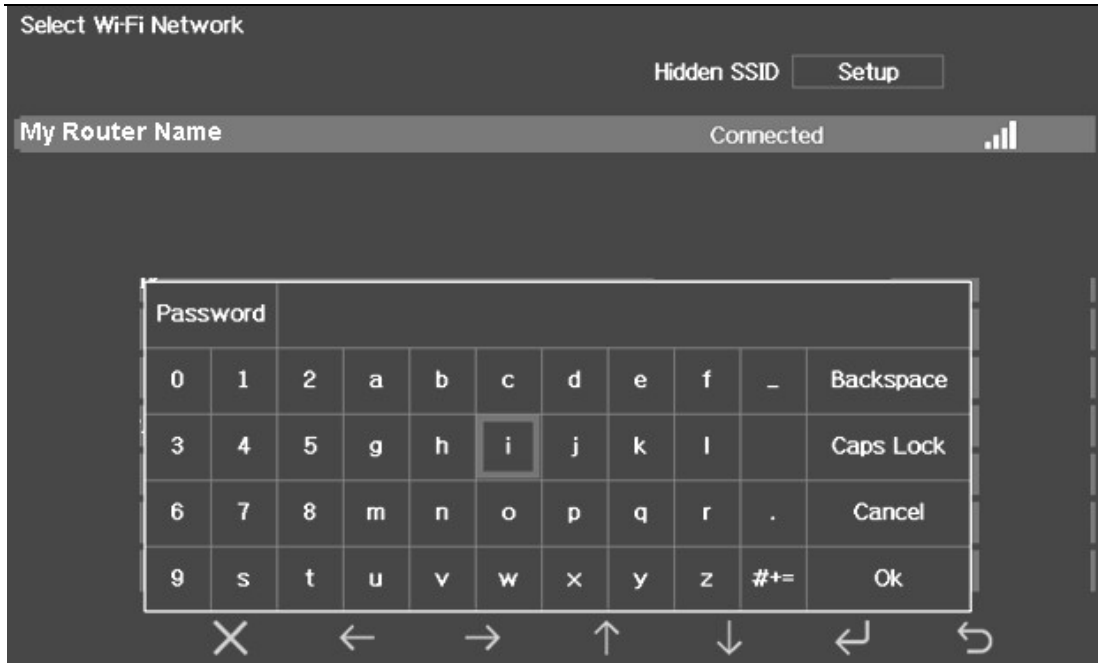 Select Wi-Fi Network
Hidden SSID Setup
My Router Name Connected
Password
0 1 2 a b c d e f _ Backspace
3 4 5 g h i j k l Caps Lock
6 7 8 m n o p q r . Cancel
9 s t u v w x y z #+= Ok